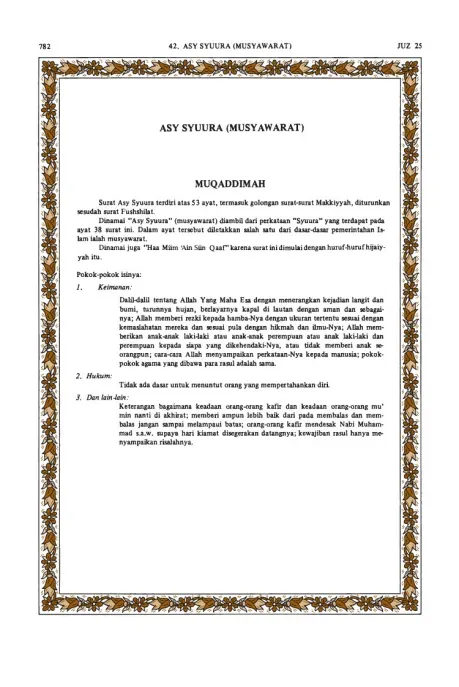 782 42. ASY SYUURA (MUSYAWARAT) JUZ 25
ASY SYUURA (MUSYAWARAT)
MUQADDIMAH
Surat Asy Syuura terdiri atas 53 ayat, termasuk golongan surat-surat Makkiyyah, diturunkan
sesudah surat Fushshilat.
Dinamai "Asy Syuura" (musyawarat) diambil dari perkataan "Syuura" yang terdapat pada
ayat 38 surat ini. Dalam ayat tersebut diletakkan salah satu dari dasar-dasar pemerintahan Is-
lam ialah musyawarat.
Dinamai juga "Haa Miim 'Ain Siin Qaaf" karena surat ini dimulai dengan huruf-huruf hijaiy-
yah itu.
Pokok-pokok isinya:
1. Keimanan:
Dalil-dalil tentang Allah Yang Maha Esa dengan menerangkan kejadian langit dan
bumi, turunnya hujan, berlayarnya kapal di lautan dengan aman dan sebagai-
nya; Allah memberi rezki kepada hamba-Nya dengan ukuran tertentu sesuai dengan
kemaslahatan mereka dan sesuai pula dengan hikmah dan ilmu-Nya; Allah mem-
berikan anak-anak laki-laki atau anak-anak perempuan atau anak laki-laki dan
perempuan kepada siapa yang dikehendaki-Nya, atau tidak memberi anak se-
orangpun; cara-cara Allah menyampaikan perkataan-Nya kepada manusia; pokok-
pokok agama yang dibawa para rasul adalah sama.
2. Hukum:
Tidak ada dasar untuk menuntut orang yang mempertahankan diri.
3. Dan lain-lain:
Keterangan bagaimana keadaan orang-orang kafir dan keadaan orang-orang mu'
min nanti di akhirat; memberi ampun lebih baik dari pada membalas dan mem-
balas jangan sampai melampaui batas; orang-orang kafir mendesak Nabi Muham-
mad s.a.w. supaya hari kiamat disegerakan datangnya; kewajiban rasul hanya me-
nyampaikan risalahnya.